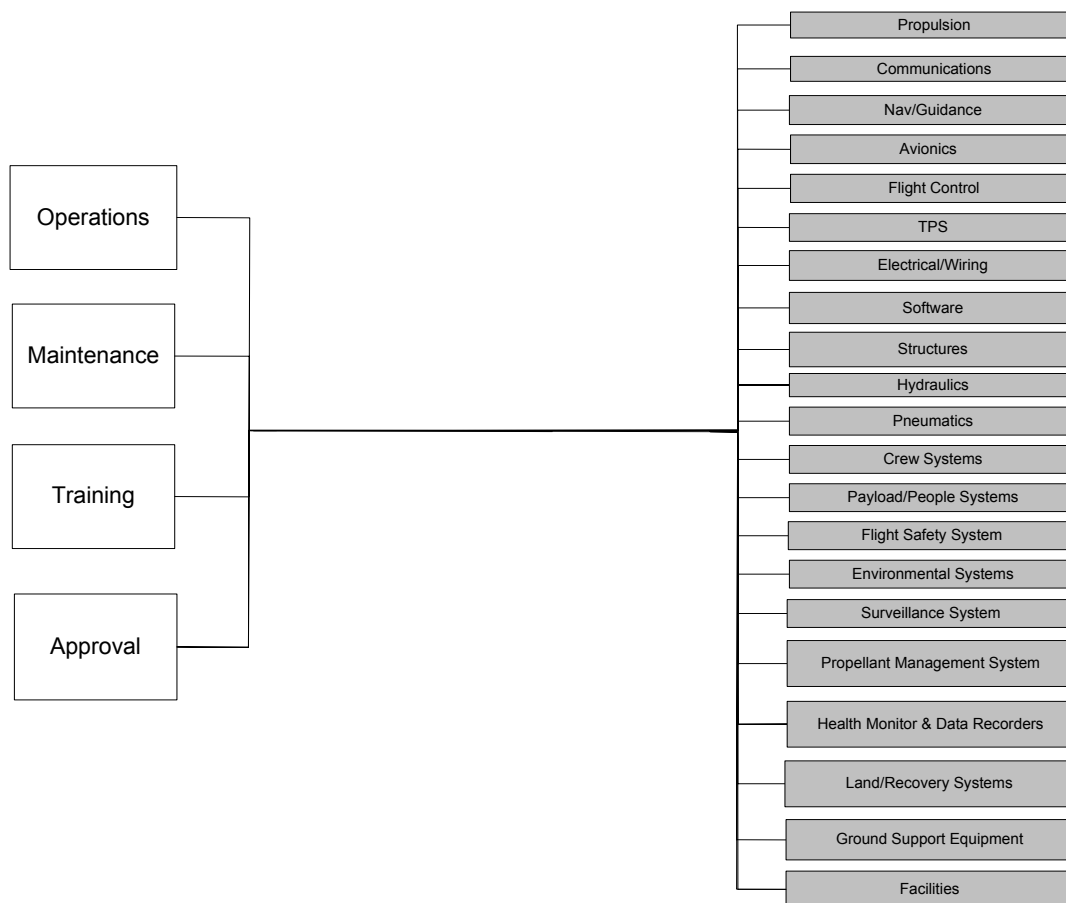 Operations
Maintenance
Training
Approval
Propulsion
Communications
Nav/Guidance
Avionics
Flight Control
TPS
Electrical/Wiring
Software
Structures
Hydraulics
Pneumatics
Crew Systems
Payload/People Systems
Flight Safety System
Environmental Systems
Surveillance System
Propellant Management System
Health Monitor & Data Recorders
Land/Recovery Systems
Ground Support Equipment
Facilities